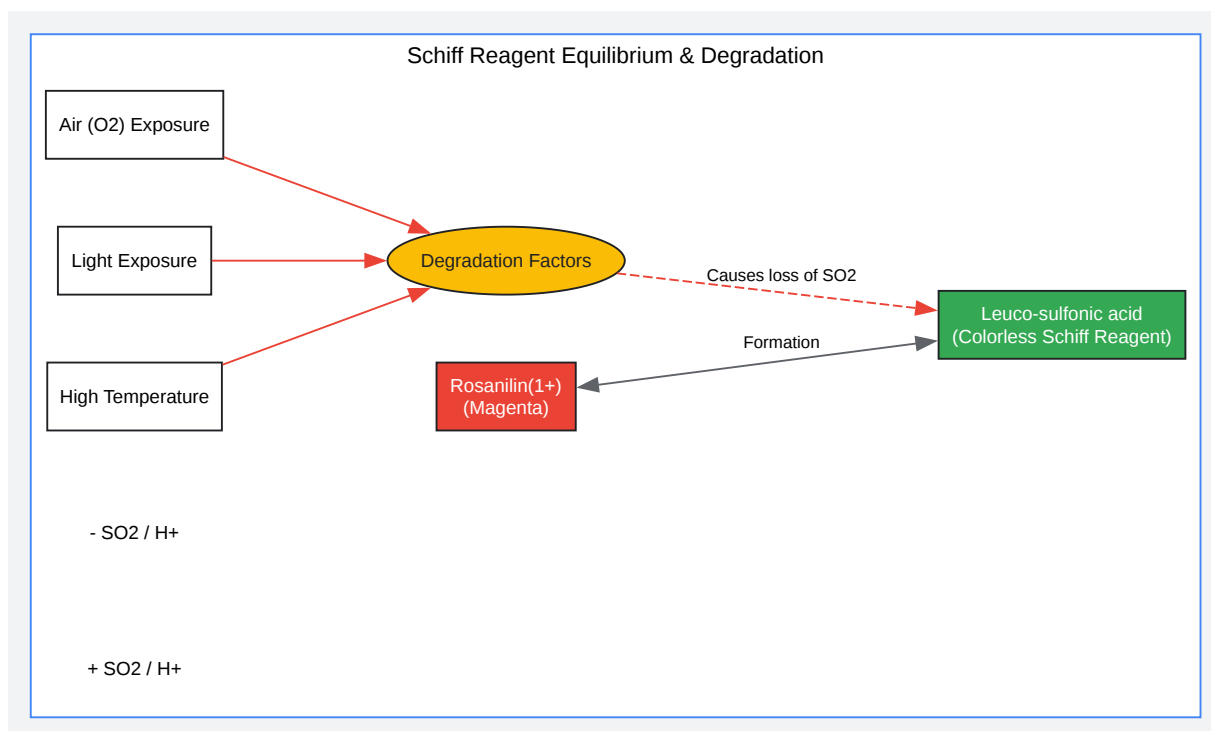 Schiff Reagent Equilibrium & Degradation
Air (O2) Exposure
Light Exposure
Degradation Factors
Causes loss of SO2
Leuco-sulfonic acid
(Colorless Schiff Reagent)
Formation
High Temperature
Rosanilin(1+)
(Magenta)
- SO2 / H+
+ SO2 / H+